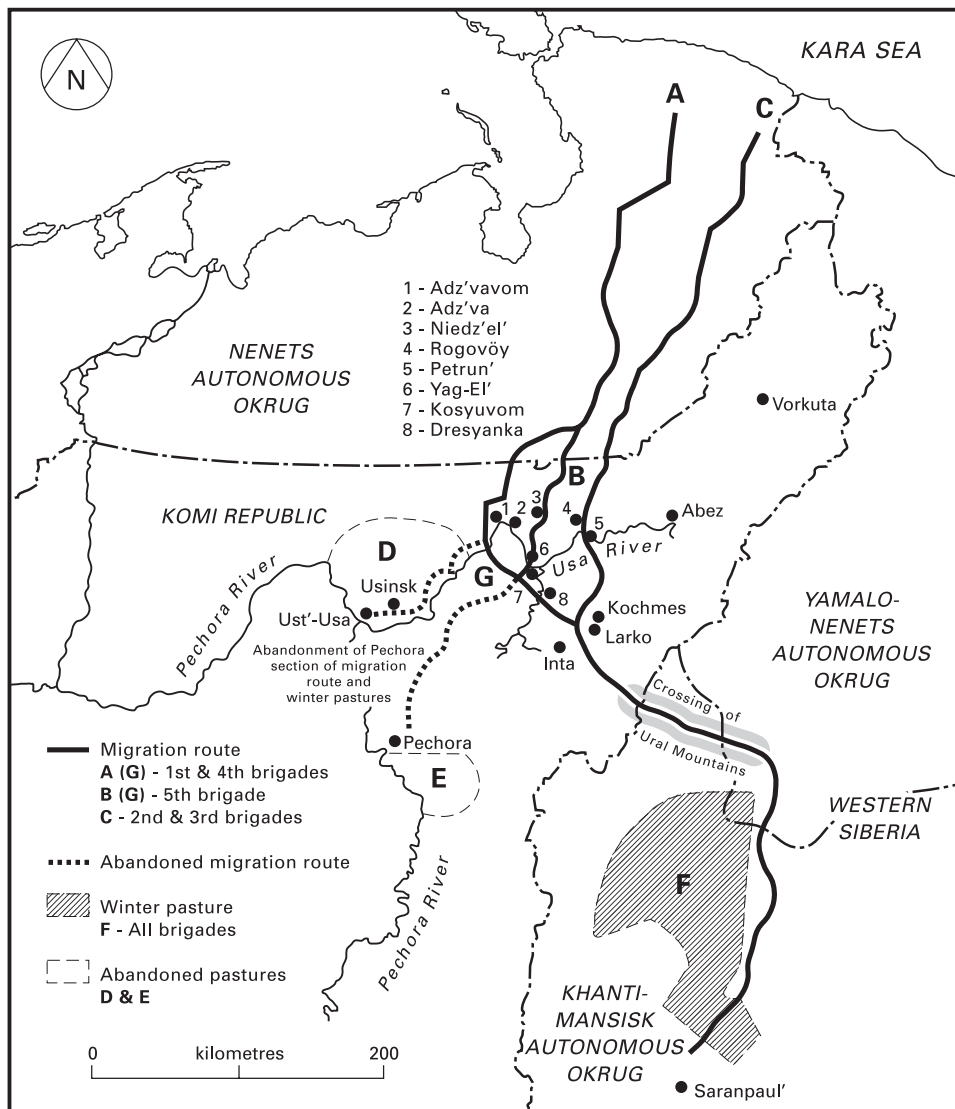 N
KARA SEA
A
C
1 - Adz'vavom
2 - Adz'va
3 - Niedz'el'
4 - Rogovöy
5 - Petrun'
6 - Yag-El'
7 - Kosyuvom
8 - Dresyanka
NENETS
AUTONOMOUS
OKRUG
Vorkuta
B
KOMI REPUBLIC
1
2
3
4
5
Abez
D
6
Usa River
G
Usinsk
Ust'-Usa
7
8
Kochmes
Larko
Inta
Pechora River
Abandonment of Pechora
section of migration
route and
winter pastures
YAMALO-
NENETS
AUTONOMOUS
OKRUG
Crossing of
Ural Mountains
Pechora
E
WESTERN
SIBERIA
Migration route
A (G) - 1st & 4th brigades
B (G) - 5th brigade
C - 2nd & 3rd brigades
Abandoned migration route
Winter pasture
F - All brigades
Abandoned pastures
D & E
Pechora River
F
KHANTI-
MANSISK
AUTONOMOUS
OKRUG
0 kilometres 200
Saranpaul'